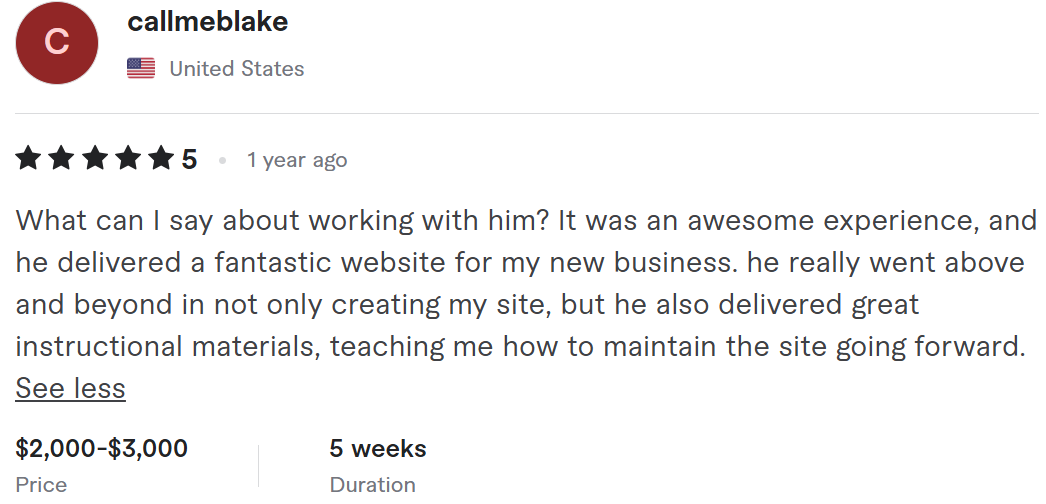 C
callmeblake
United States
5 • 1 year ago
What can I say about working with him? It was an awesome experience, and
he delivered a fantastic website for my new business. he really went above
and beyond in not only creating my site, but he also delivered great
instructional materials, teaching me how to maintain the site going forward.
See less
$2,000-$3,000
Price
5 weeks
Duration